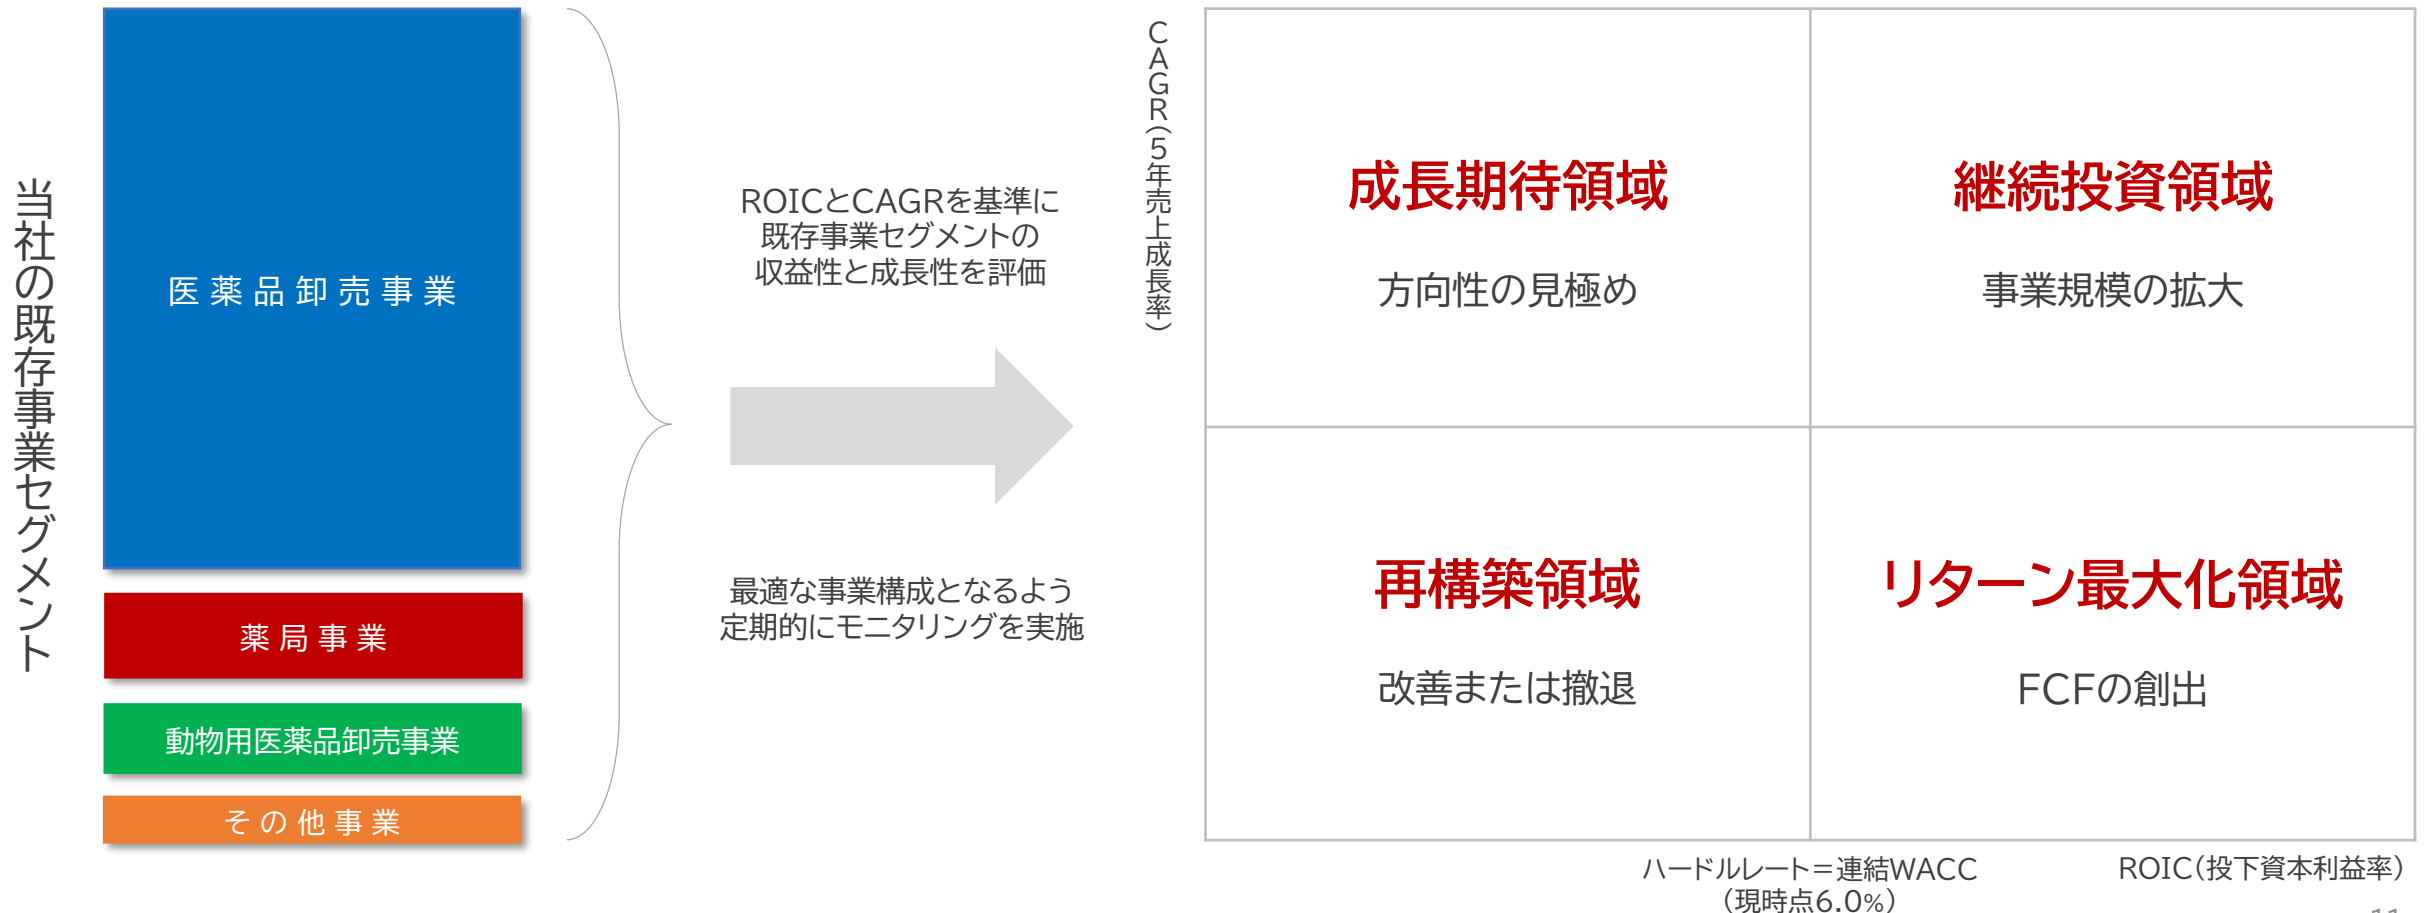 当社の既存事業セグメント
医薬品卸売事業
薬局事業
動物用医薬品卸売事業
その他事業
ROICとCAGRを基準に
既存事業セグメントの
収益性と成長性を評価
最適な事業構成となるよう
定期的にモニタリングを実施
CAGR(5年売上成長率)
成長期待領域
方向性の見極め
継続投資領域
事業規模の拡大
再構築領域
改善または撤退
リターン最大化領域
FCFの創出
ハードルレート＝連結WACC
(現時点6.0%)
ROIC(投下資本利益率)